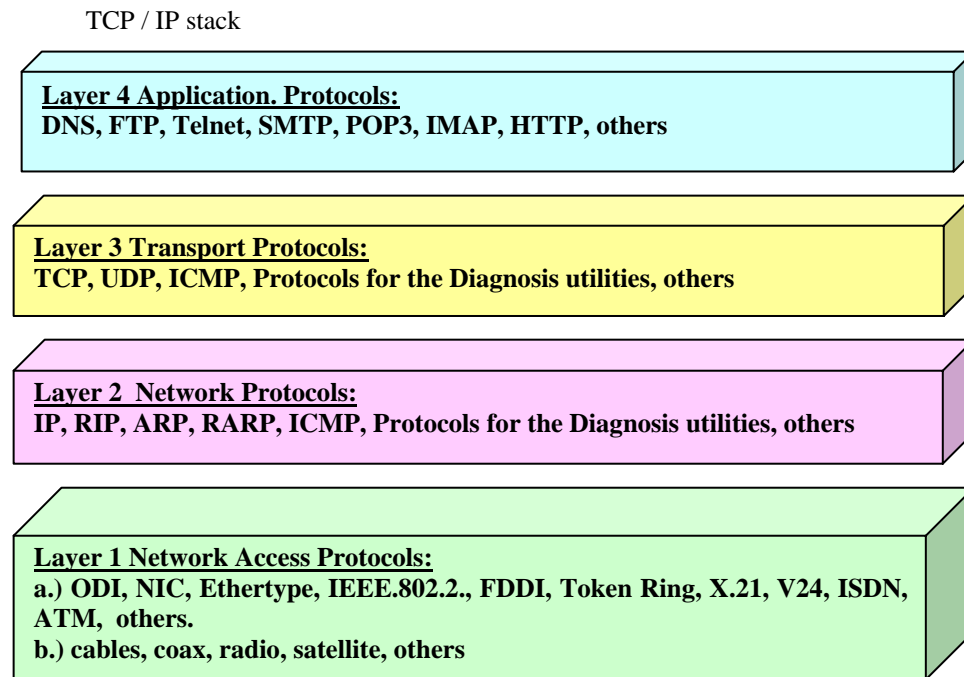 TCP / IP stack
Layer 4 Application. Protocols:
DNS, FTP, Telnet, SMTP, POP3, IMAP, HTTP, others
Layer 3 Transport Protocols:
TCP, UDP, ICMP, Protocols for the Diagnosis utilities, others
Layer 2  Network Protocols:
IP, RIP, ARP, RARP, ICMP, Protocols for the Diagnosis utilities, others
Layer 1 Network Access Protocols:
a.) ODI, NIC, Ethertype, IEEE.802.2., FDDI, Token Ring, X.21, V24, ISDN,
ATM,  others.
b.) cables, coax, radio, satellite, others